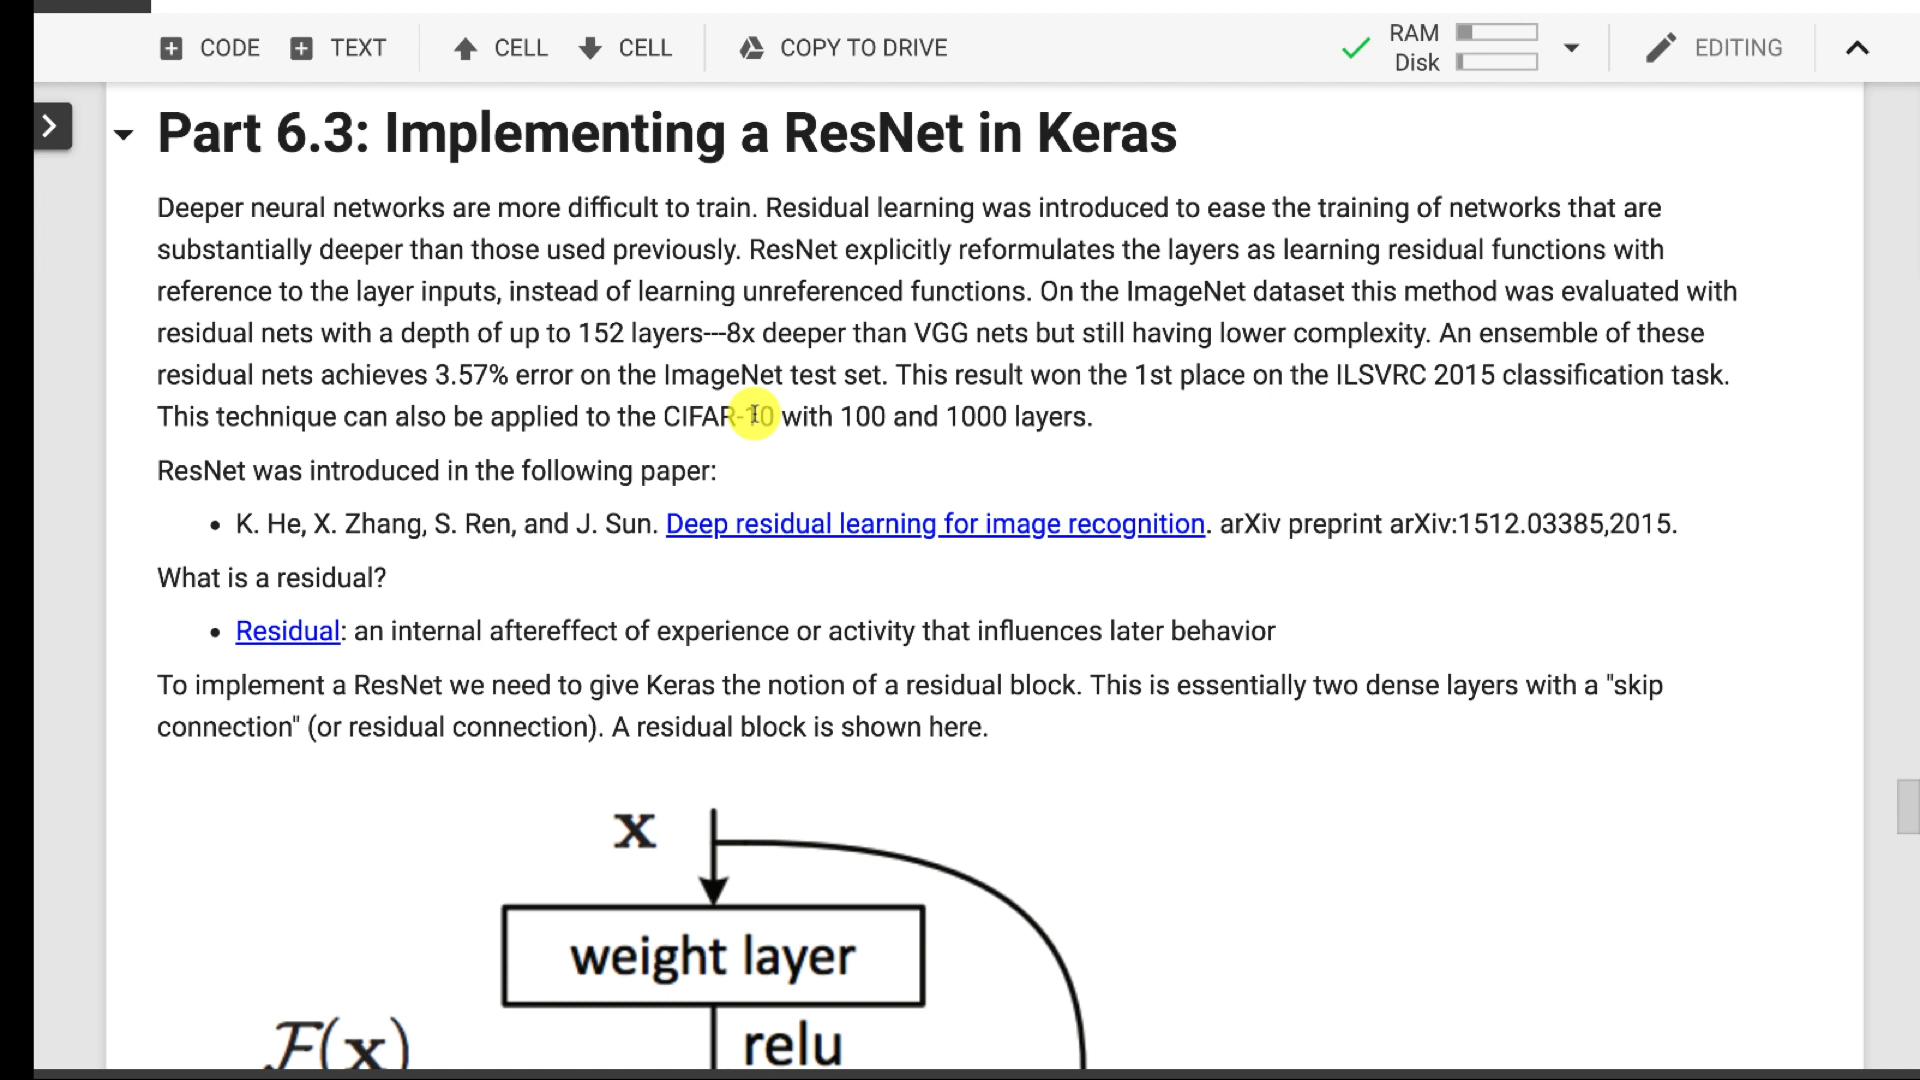 CODE TEXT CELL CELL COPY TO DRIVE RAM Disk EDITING
Part 6.3: Implementing a ResNet in Keras
Deeper neural networks are more difficult to train. Residual learning was introduced to ease the training of networks that are
substantially deeper than those used previously. ResNet explicitly reformulates the layers as learning residual functions with
reference to the layer inputs, instead of learning unreferenced functions. On the ImageNet dataset this method was evaluated with
residual nets with a depth of up to 152 layers---8x deeper than VGG nets but still having lower complexity. An ensemble of these
residual nets achieves 3.57% error on the ImageNet test set. This result won the 1st place on the ILSVRC 2015 classification task.
This technique can also be applied to the CIFAR-10 with 100 and 1000 layers.
ResNet was introduced in the following paper:
• K. He, X. Zhang, S. Ren, and J. Sun. Deep residual learning for image recognition. arXiv preprint arXiv:1512.03385,2015.
What is a residual?
• Residual: an internal aftereffect of experience or activity that influences later behavior
To implement a ResNet we need to give Keras the notion of a residual block. This is essentially two dense layers with a "skip
connection" (or residual connection). A residual block is shown here.
x
weight layer
F(x) relu